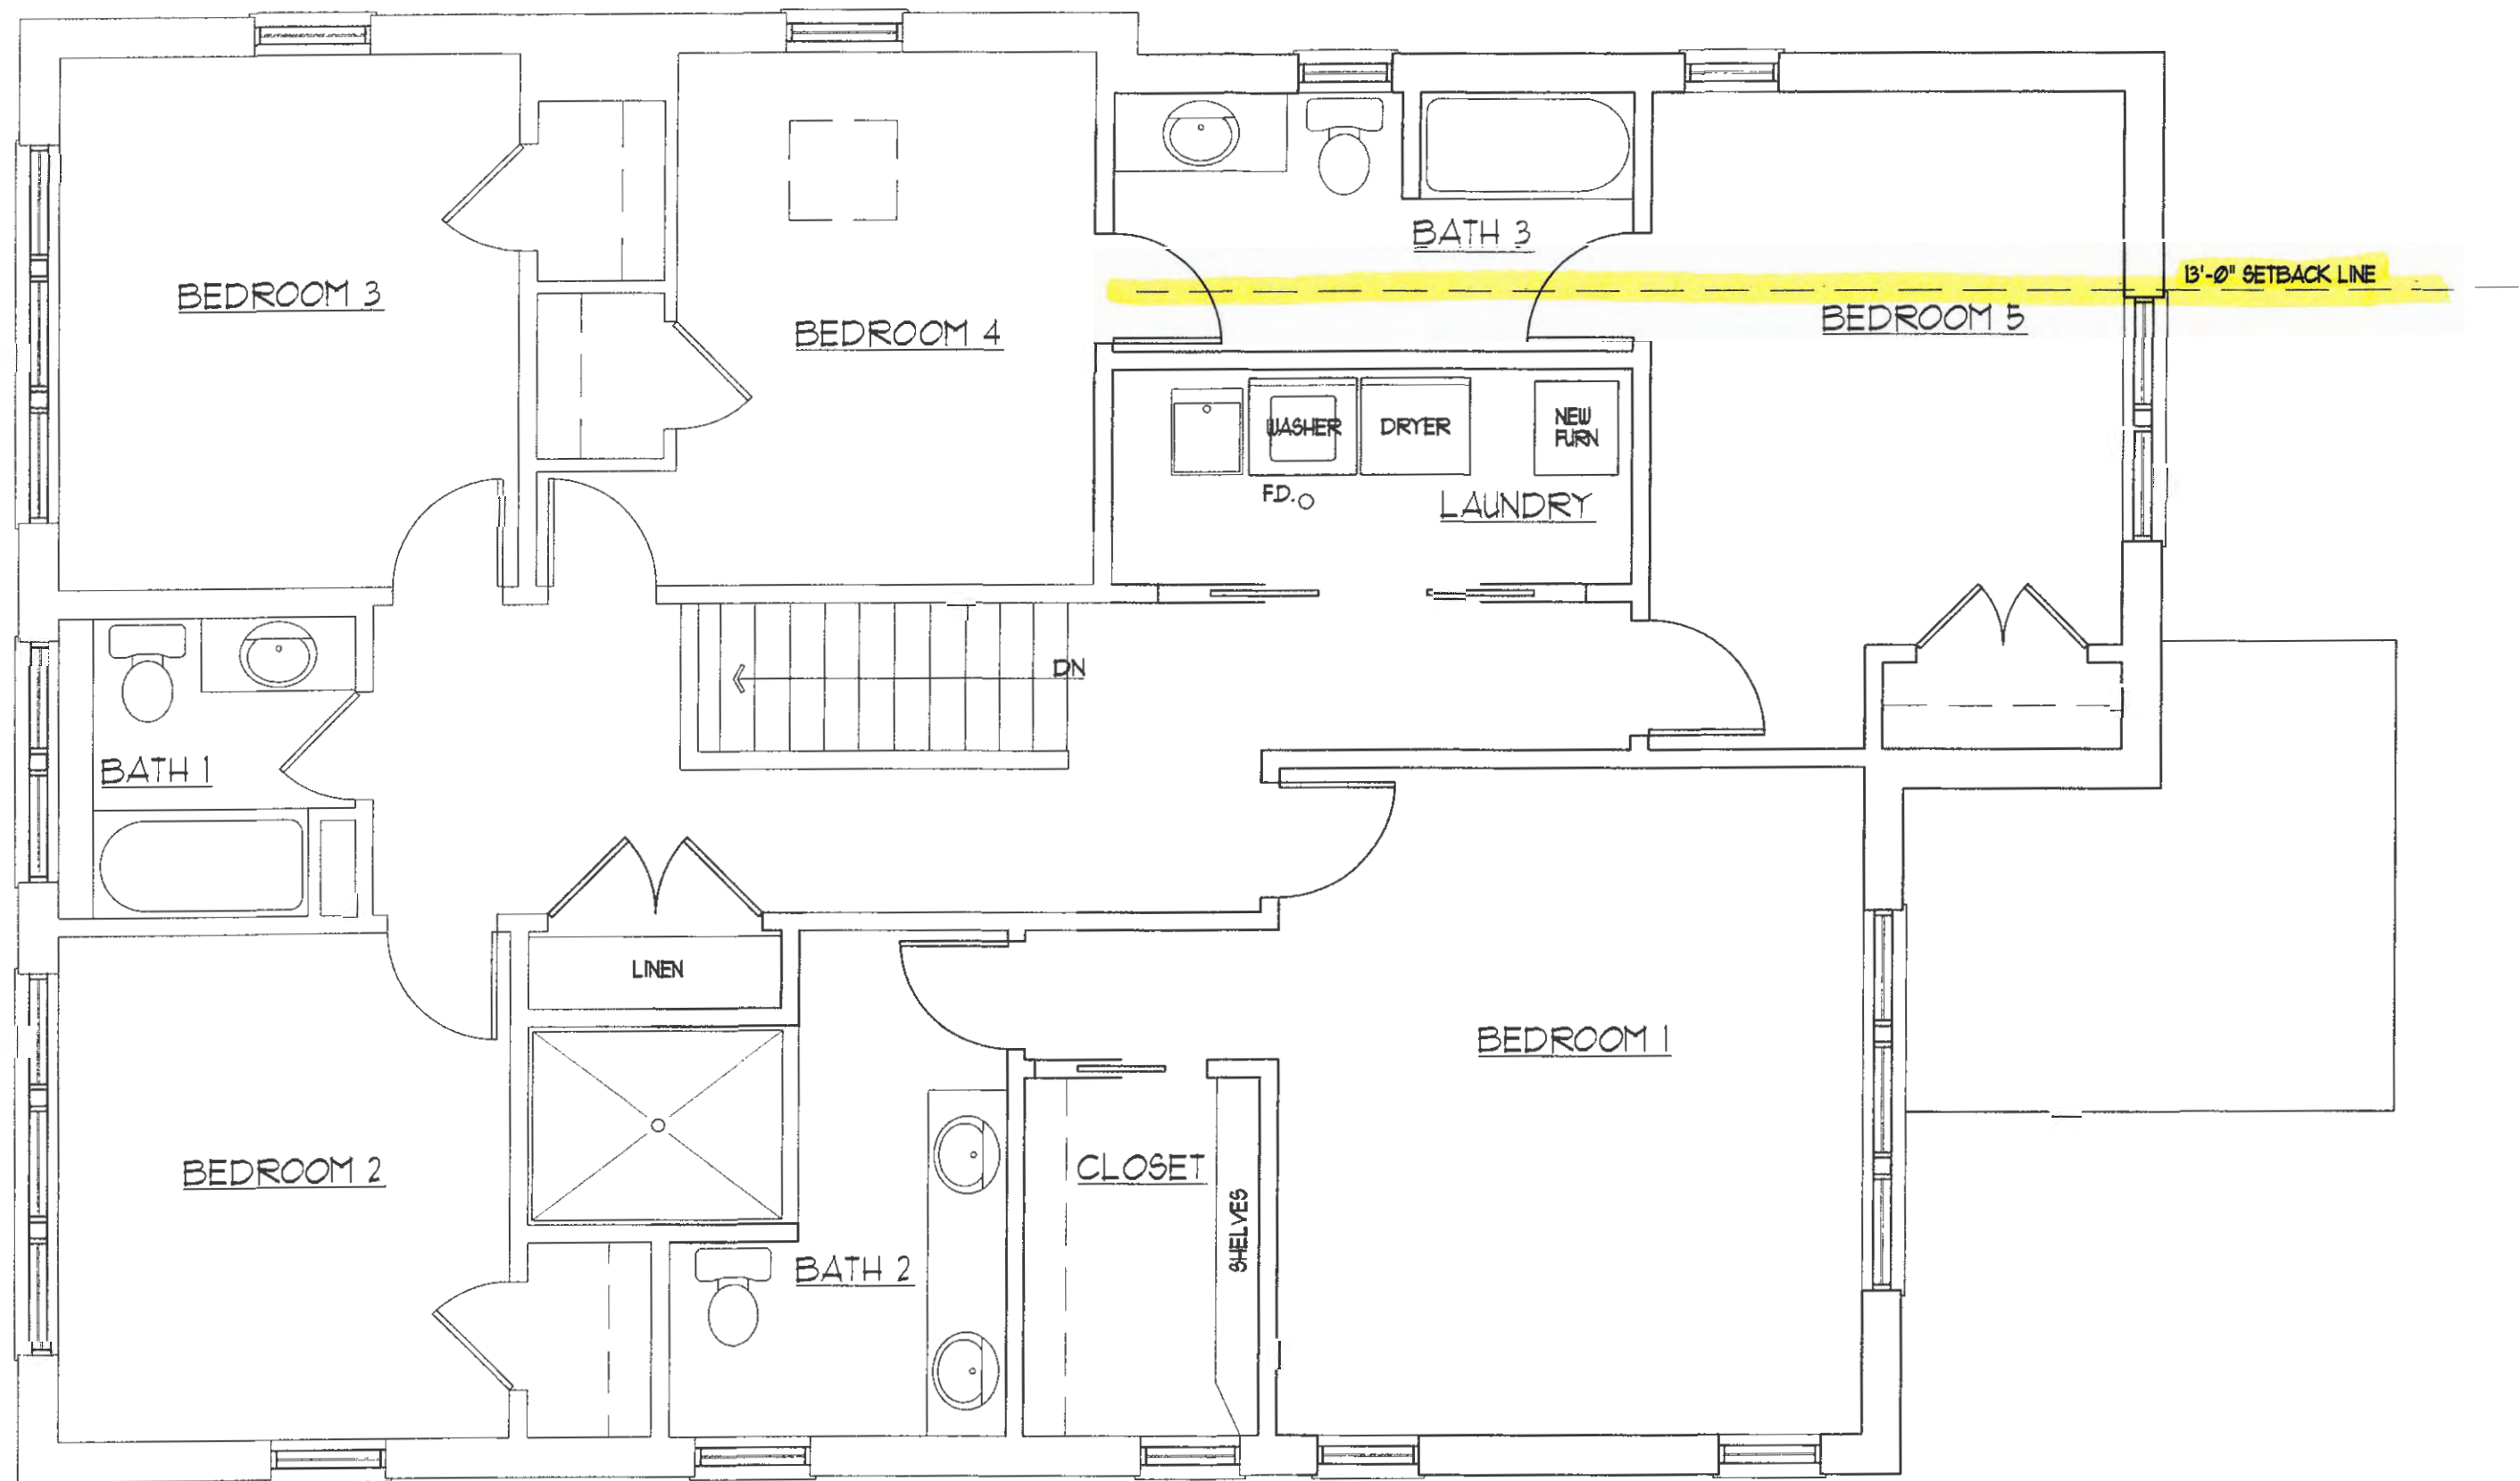 BATH 3
13'-0" SETBACK LINE
BEDROOM 3
BEDROOM 4
BEDROOM 5
WASHER
DRYER
NEW
FURN
F.D.
LAUNDRY
DN
BATH 1
LINEN
BEDROOM 1
BEDROOM 2
CLOSET
SHELVES
BATH 2